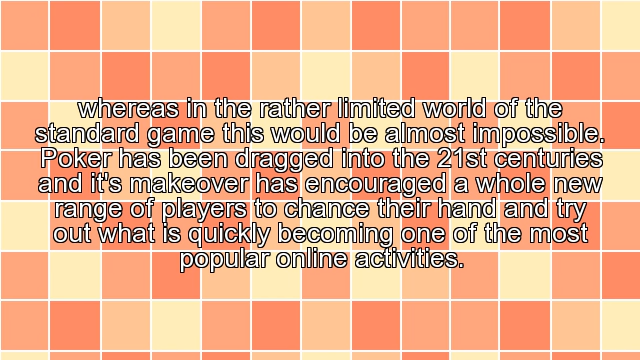 whereas in the rather limited world of the
standard game this would be almost impossible.
Poker has been dragged into the 21st centuries
and it's makeover has encouraged a whole new
range of players to chance their hand and try
out what is quickly becoming one of the most
popular online activities.